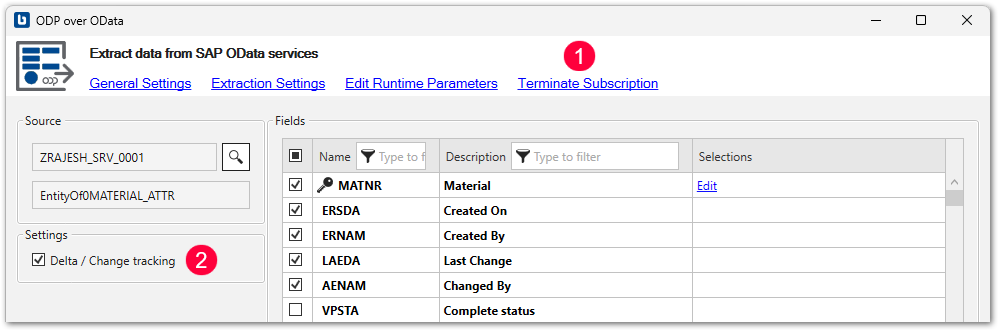 ODP over OData
Extract data from SAP OData services
1
General Settings Extraction Settings Edit Runtime Parameters Terminate Subscription
odp
Source
ZRAJESH_SRV_0001
EntityOf0MATERIAL_ATTR
Settings
Delta / Change tracking 2
Fields
Name Type to f Description Type to filter Selections
MATNR Material Edit
ERSDA Created On
ERNAM Created By
LAEDA Last Change
AENAM Changed By
VPSTA Complete status